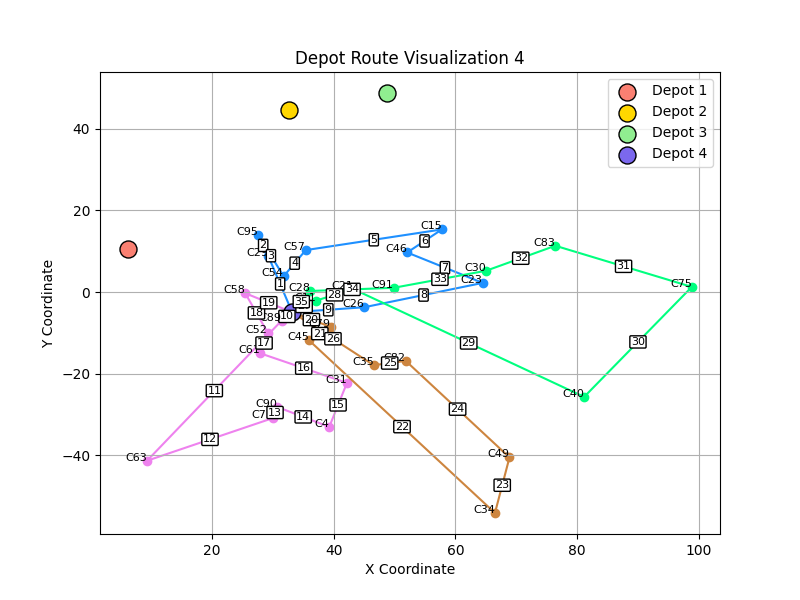 Depot Route Visualization 4
Depot 1
Depot 2
Depot 3
Depot 4
Y Coordinate
40
20
0
−20
−40
20
40
60
80
100
X Coordinate
C95
C57
C15
C46
C54
C23
C26
C30
C83
C75
C91
C28
C40
C58
C52
C61
C31
C90
C7
C4
C63
C45
C35
C49
C34
1
2
3
4
5
6
7
8
9
10
11
12
13
14
15
16
17
18
19
21
22
23
24
25
26
28
29
30
31
32
33
34
35